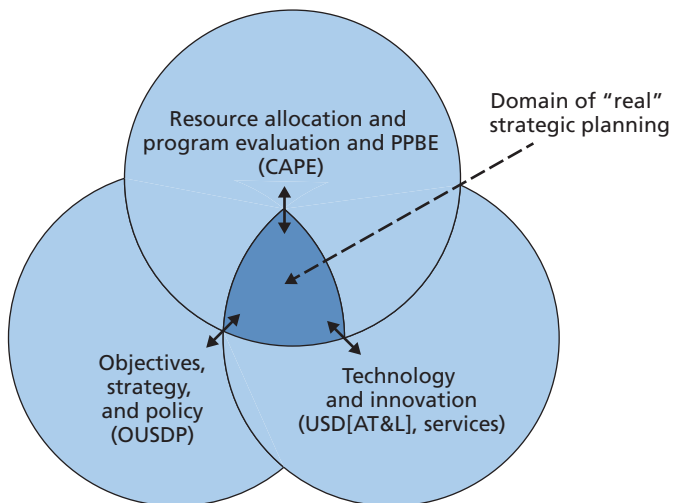 Resource allocation and
program evaluation and PPBE
(CAPE)
Domain of “real”
strategic planning
Objectives,
strategy,
and policy
(OUSDP)
Technology
and innovation
(USD[AT&L], services)